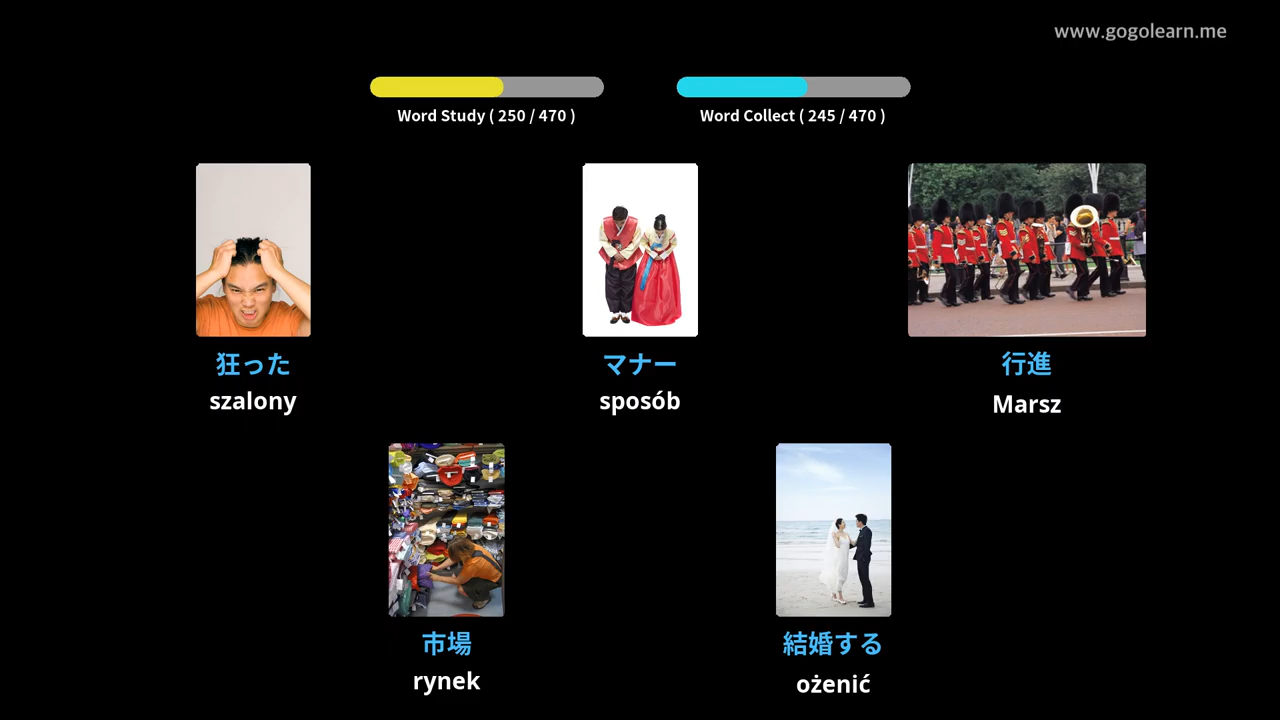 www.gogolearn.me
Word Study ( 250 / 470 )
Word Collect ( 245 / 470 )
狂った
szalony
マナー
sposób
行進
Marsz
市場
rynek
結婚する
ożenić